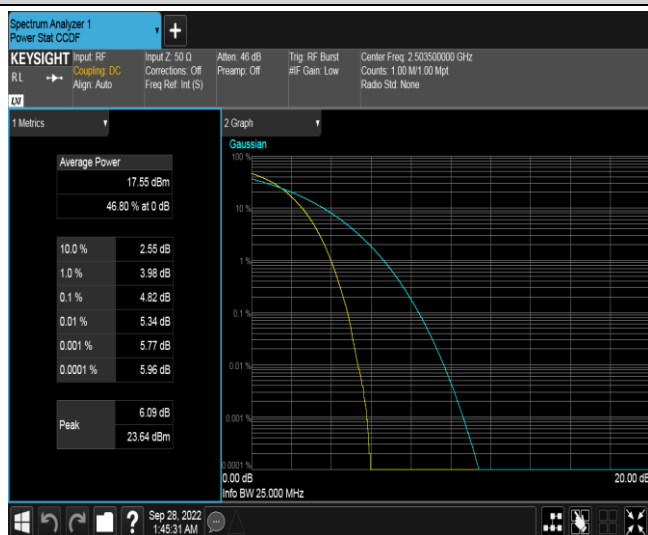 Spectrum Analyzer 1
Power Stat CCDF
+
KEYSIGHT
RL
LXI
Input: RF
Coupling: DC
Align: Auto
Input Z: 50 Ω
Corrections: Off
Freq Ref: Int (S)
Atten: 46 dB
Preamp: Off
Trig: RF Burst
#IF Gain: Low
Center Freq: 2.503500000 GHz
Counts: 1.00 M/1.00 Mpt
Radio Std: None
1 Metrics
Average Power
17.55 dBm
46.80 % at 0 dB
10.0 % 2.55 dB
1.0 % 3.98 dB
0.1 % 4.82 dB
0.01 % 5.34 dB
0.001 % 5.77 dB
0.0001 % 5.96 dB
Peak
6.09 dB
23.64 dBm
2 Graph
Gaussian
100 %
10 %
1 %
0.1 %
0.01 %
0.001 %
0.0001 %
0.00 dB
20.00 dB
Info BW 25.000 MHz
?
Sep 28, 2022
1:45:31 AM